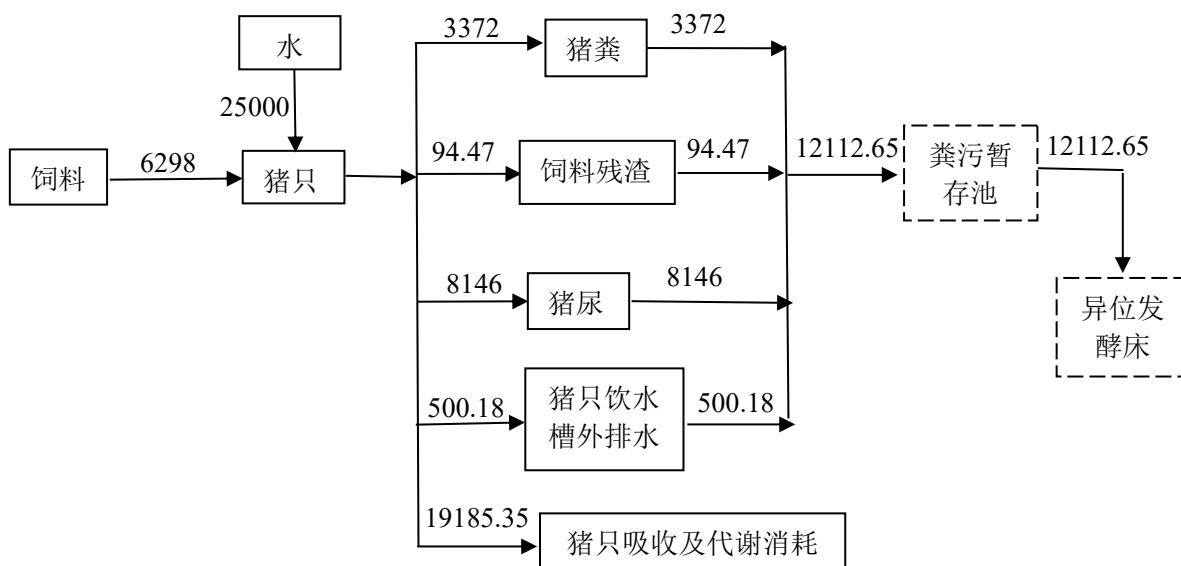 水
25000
饲料
6298
猪只
3372
猪粪
3372
94.47
饲料残渣
94.47
12112.65
粪污暂
存池
12112.65
8146
猪尿
8146
异位发
酵床
500.18
猪只饮水
槽外排水
500.18
19185.35
猪只吸收及代谢消耗